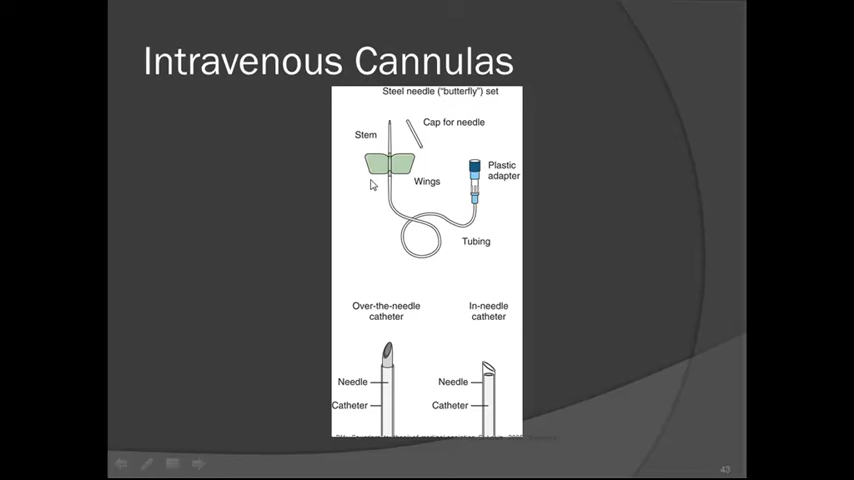 Intravenous Cannulas
Steel needle ("butterfly") set
Cap for needle
Stem
Plastic
adapter
Wings
Tubing
Over-the-needle
catheter
In-needle
catheter
Needle
Catheter
Needle
Catheter
43